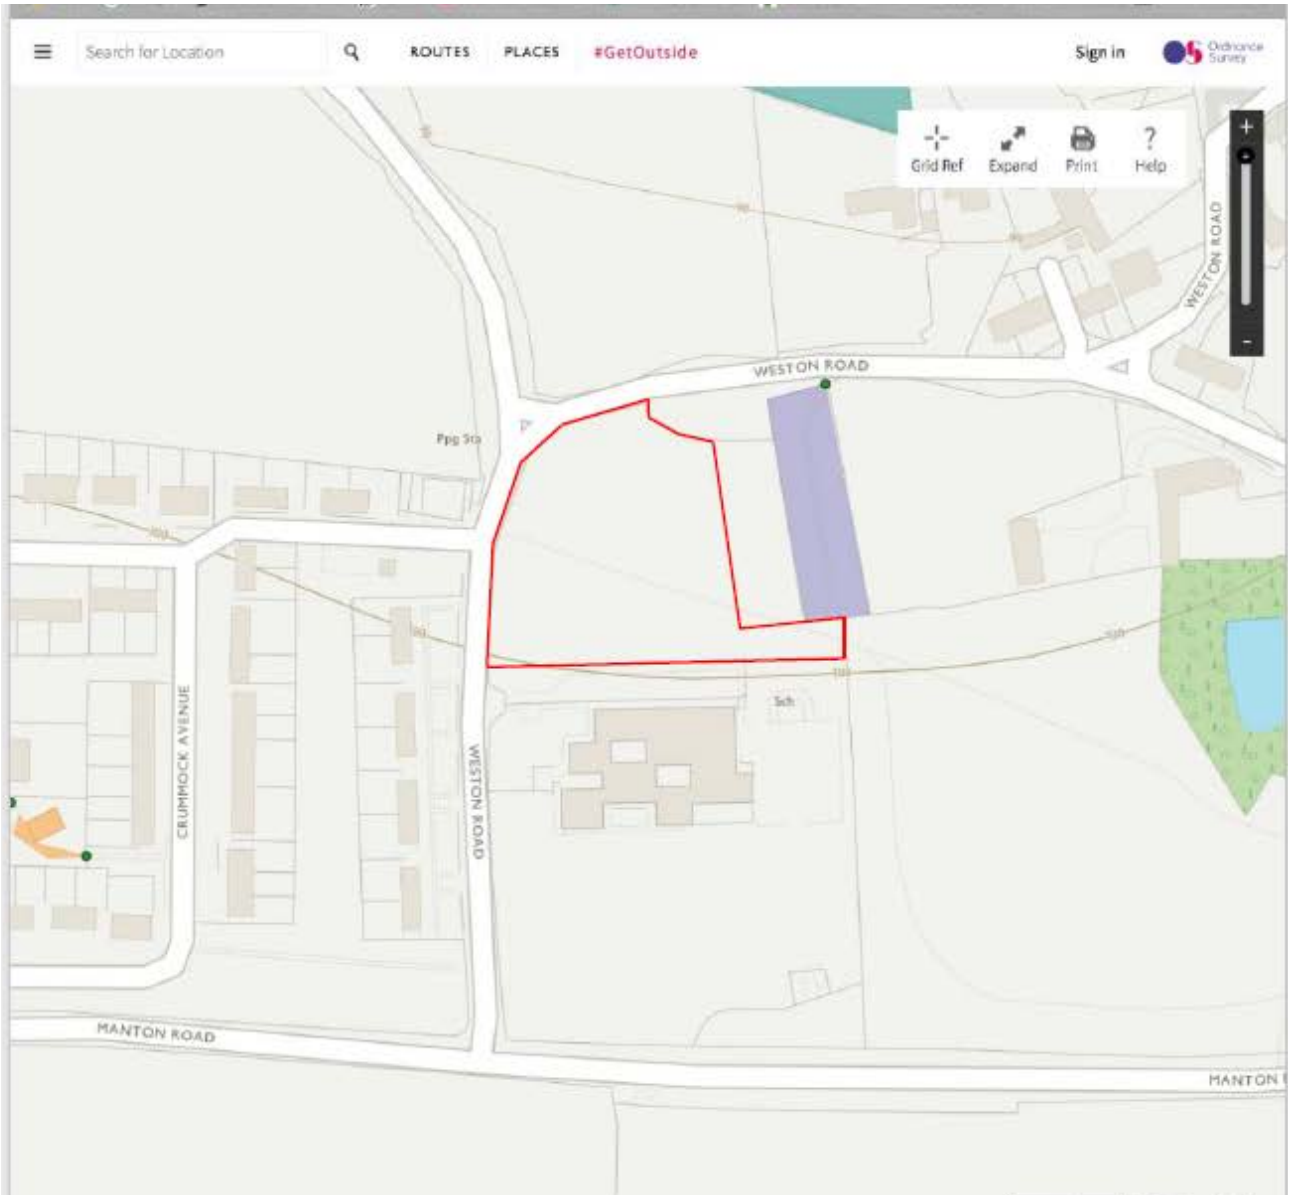 Search for Location
ROUTES
PLACES
#GetOutside
Sign in
Ordnance
Survey
Grid Ref
Expand
Print
Help
+
-
WESTON ROAD
WESTON ROAD
Ppg Sta
Sch
CRUMMOCK AVENUE
WESTON ROAD
MANTON ROAD
MANTON